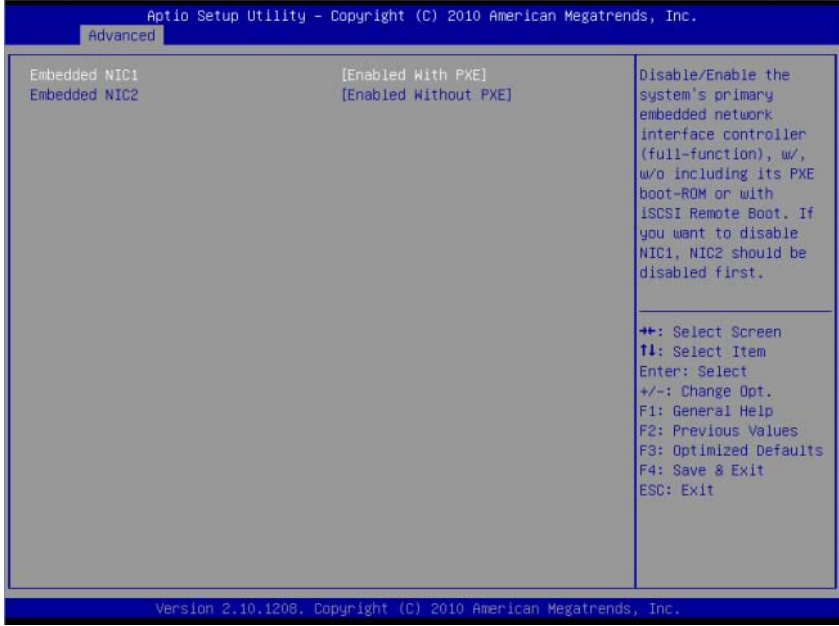 Aptio Setup Utility – Copyright (C) 2010 American Megatrends, Inc.
Advanced
Embedded NIC1 [Enabled With PXE]
Embedded NIC2 [Enabled Without PXE]
Disable/Enable the
system's primary
embedded network
interface controller
(full-function), w/,
w/o including its PXE
boot-ROM or with
iSCSI Remote Boot. If
you want to disable
NIC1, NIC2 should be
disabled first.
→←: Select Screen
↑↓: Select Item
Enter: Select
+/-: Change Opt.
F1: General Help
F2: Previous Values
F3: Optimized Defaults
F4: Save & Exit
ESC: Exit
Version 2.10.1208. Copyright (C) 2010 American Megatrends, Inc.